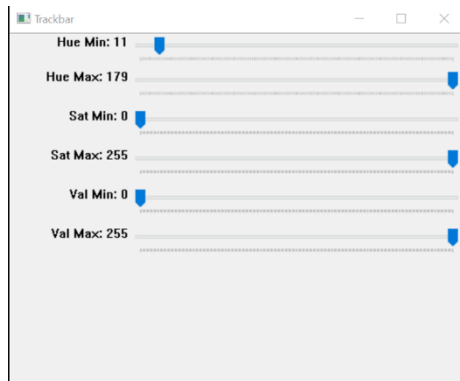 Trackbar
Hue Min: 11
Hue Max: 179
Sat Min: 0
Sat Max: 255
Val Min: 0
Val Max: 255